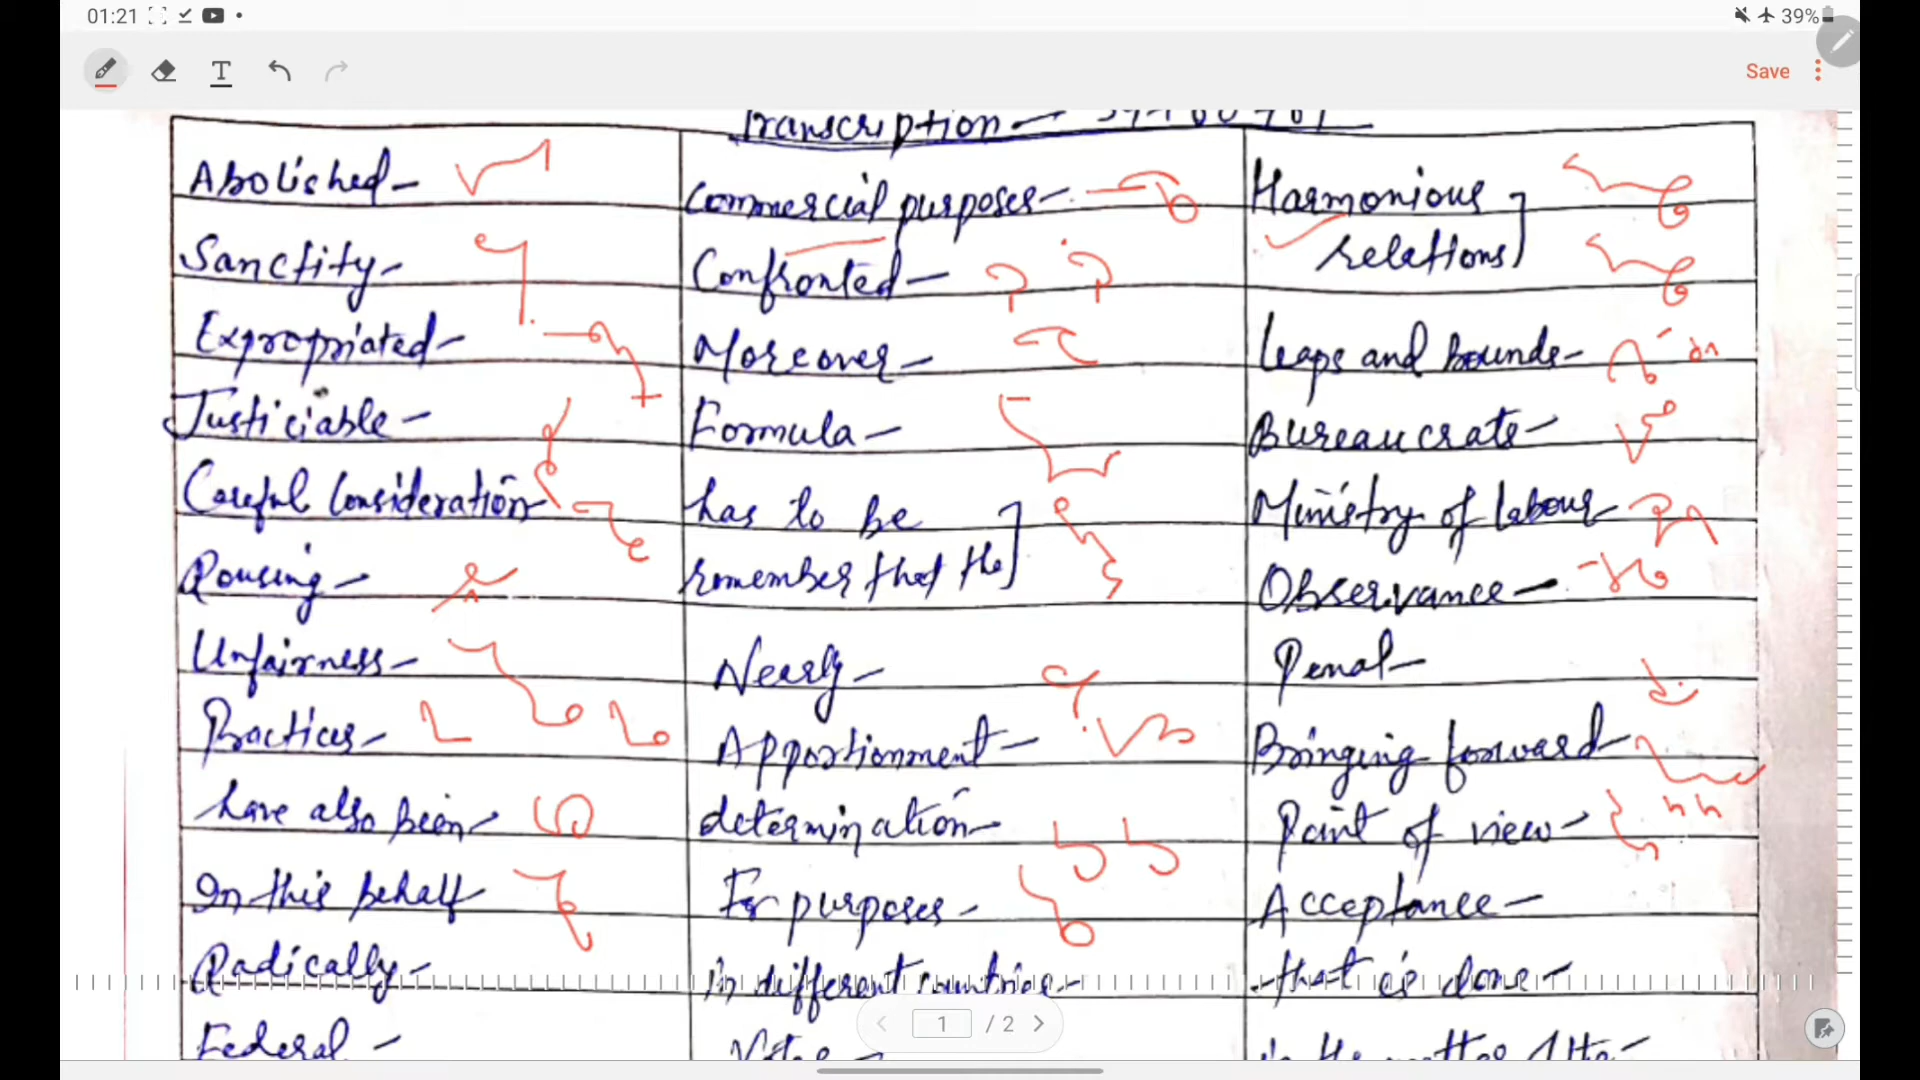 01:21
39%
Save
Transcription
Abolished -
Commercial purposes -
Harmonious
relations
Sanctity -
Confronted -
Expropriated -
Moreover -
Leaps and bounds -
Justiciable -
Formula -
Bureaucrats -
Careful Consideration
has to be
remember that the
Ministry of labour -
Rousing -
Observance -
Unfairness -
Nearly -
Penal -
Practices -
Apportionment -
Bringing forward -
have also been -
determination -
Point of view -
In this behalf
For purposes -
Acceptance -
Radically -
in different countries -
that is done -
Federal -
1 / 2